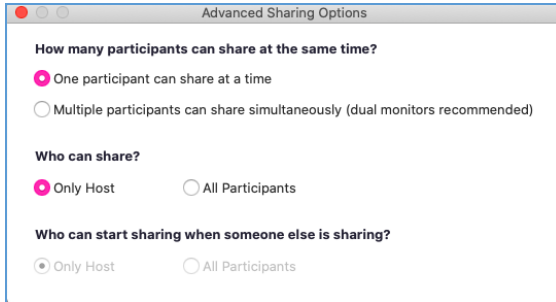 Advanced Sharing Options
How many participants can share at the same time?
One participant can share at a time
Multiple participants can share simultaneously (dual monitors recommended)
Who can share?
Only Host All Participants
Who can start sharing when someone else is sharing?
Only Host All Participants